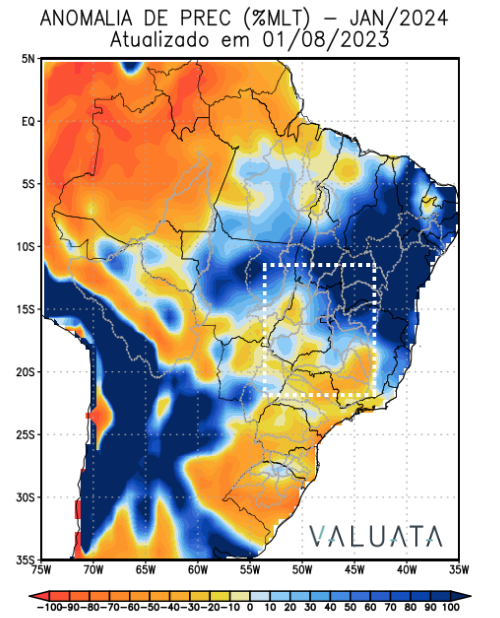 ANOMALIA DE PREC (%MLT) – JAN/2024
Atualizado em 01/08/2023
5N
EQ
5S
10S
15S
20S
25S
30S
35S
VALUATA
75W 70W 65W 60W 55W 50W 45W 40W 35W
-100 -90 -80 -70 -60 -50 -40 -30 -20 -10 0 10 20 30 40 50 60 70 80 90 100